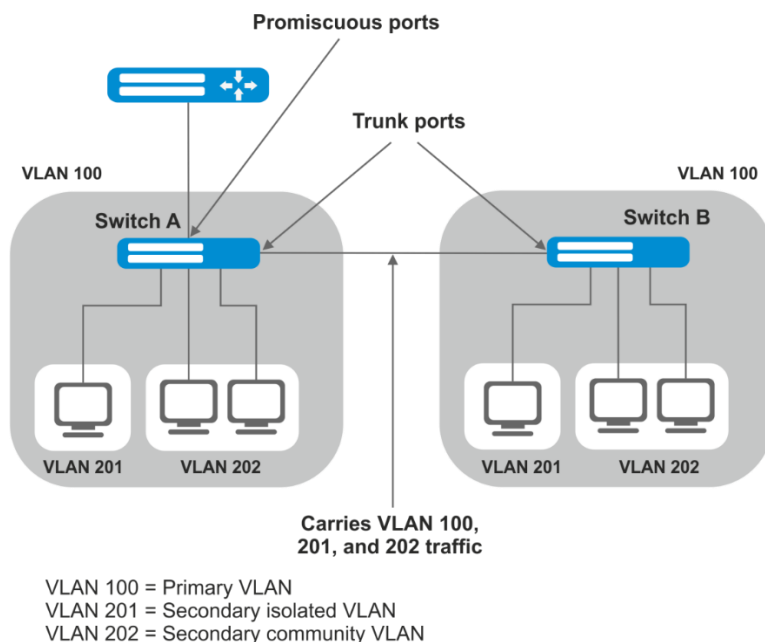 Promiscuous ports
Trunk ports
VLAN 100
VLAN 100
Switch A
Switch B
VLAN 201
VLAN 202
VLAN 201
VLAN 202
Carries VLAN 100,
201, and 202 traffic
VLAN 100 = Primary VLAN
VLAN 201 = Secondary isolated VLAN
VLAN 202 = Secondary community VLAN